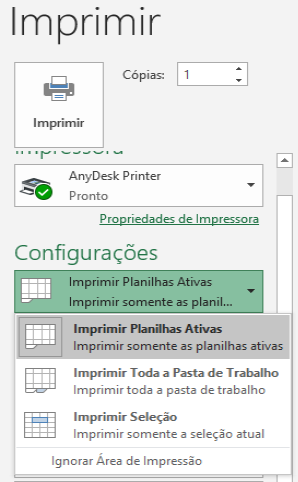 Imprimir
Cópias: 1
Imprimir
Impressora
AnyDesk Printer
Pronto
Propriedades de Impressora
Configurações
Imprimir Planilhas Ativas
Imprimir somente as planil...
Imprimir Planilhas Ativas
Imprimir somente as planilhas ativas
Imprimir Toda a Pasta de Trabalho
Imprimir toda a pasta de trabalho
Imprimir Seleção
Imprimir somente a seleção atual
Ignorar Área de Impressão